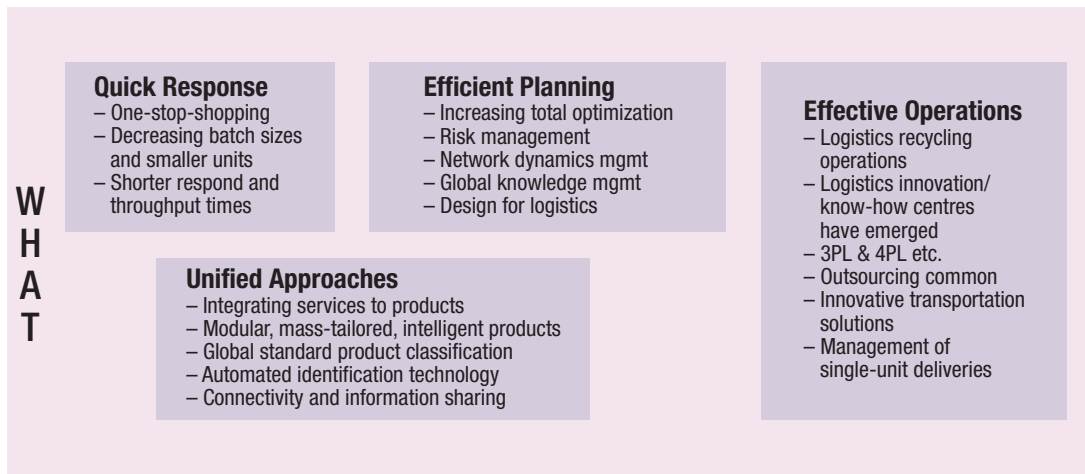 W
H
A
T
Quick Response
– One-stop-shopping
– Decreasing batch sizes
and smaller units
– Shorter respond and
throughput times
Efficient Planning
– Increasing total optimization
– Risk management
– Network dynamics mgmt
– Global knowledge mgmt
– Design for logistics
Unified Approaches
– Integrating services to products
– Modular, mass-tailored, intelligent products
– Global standard product classification
– Automated identification technology
– Connectivity and information sharing
Effective Operations
– Logistics recycling
operations
– Logistics innovation/
know-how centres
have emerged
– 3PL & 4PL etc.
– Outsourcing common
– Innovative transportation
solutions
– Management of
single-unit deliveries